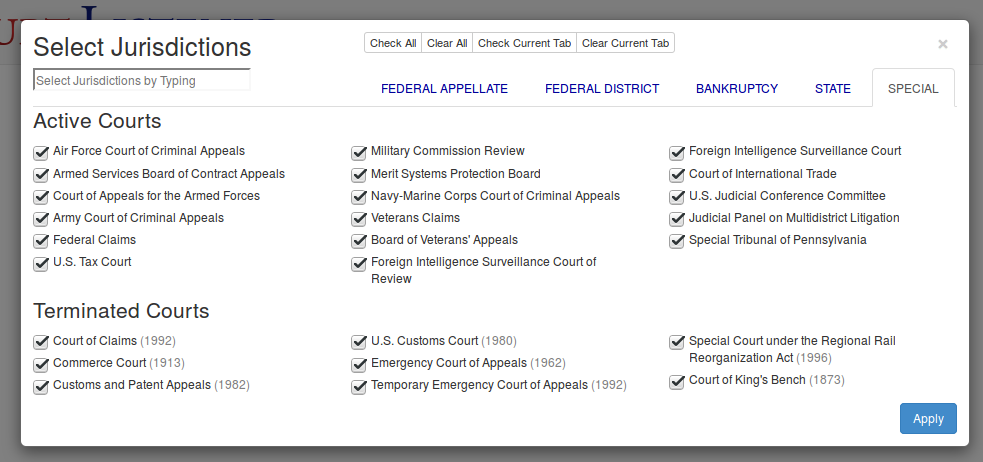 Select Jurisdictions
Check All Clear All Check Current Tab Clear Current Tab ×
Select Jurisdictions by Typing
FEDERAL APPELLATE FEDERAL DISTRICT BANKRUPTCY STATE SPECIAL
Active Courts
Air Force Court of Criminal Appeals
Armed Services Board of Contract Appeals
Court of Appeals for the Armed Forces
Army Court of Criminal Appeals
Federal Claims
U.S. Tax Court
Military Commission Review
Merit Systems Protection Board
Navy-Marine Corps Court of Criminal Appeals
Veterans Claims
Board of Veterans' Appeals
Foreign Intelligence Surveillance Court of
Review
Foreign Intelligence Surveillance Court
Court of International Trade
U.S. Judicial Conference Committee
Judicial Panel on Multidistrict Litigation
Special Tribunal of Pennsylvania
Terminated Courts
Court of Claims (1992)
Commerce Court (1913)
Customs and Patent Appeals (1982)
U.S. Customs Court (1980)
Emergency Court of Appeals (1962)
Temporary Emergency Court of Appeals (1992)
Special Court under the Regional Rail
Reorganization Act (1996)
Court of King's Bench (1873)
Apply